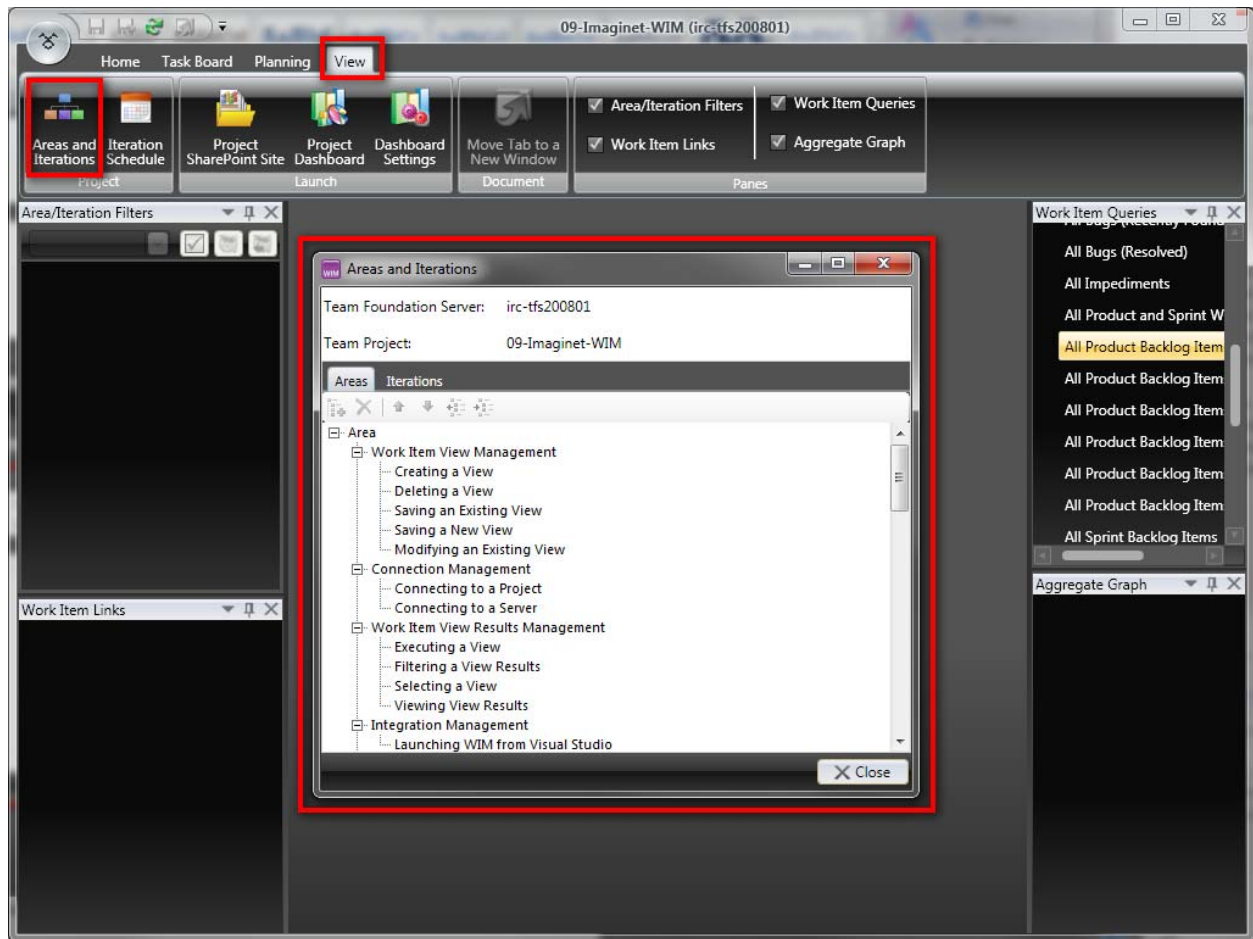 09-Imaginet-WIM (irc-tfs200801)
Home Task Board Planning View
Areas and Iterations
Iteration Schedule
Project SharePoint Site
Project Dashboard
Dashboard Settings
Move Tab to a New Window
Area/Iteration Filters
Work Item Queries
Work Item Links
Aggregate Graph
Project
Launch
Document
Panes
Area/Iteration Filters
Work Item Links
WIM Areas and Iterations
Team Foundation Server: irc-tfs200801
Team Project: 09-Imaginet-WIM
Areas Iterations
Area
Work Item View Management
Creating a View
Deleting a View
Saving an Existing View
Saving a New View
Modifying an Existing View
Connection Management
Connecting to a Project
Connecting to a Server
Work Item View Results Management
Executing a View
Filtering a View Results
Selecting a View
Viewing View Results
Integration Management
Launching WIM from Visual Studio
Close
Work Item Queries
All Bugs (Resolved)
All Impediments
All Product and Sprint W
All Product Backlog Item
All Product Backlog Item
All Product Backlog Item
All Product Backlog Item
All Product Backlog Item
All Product Backlog Item
All Sprint Backlog Items
Aggregate Graph